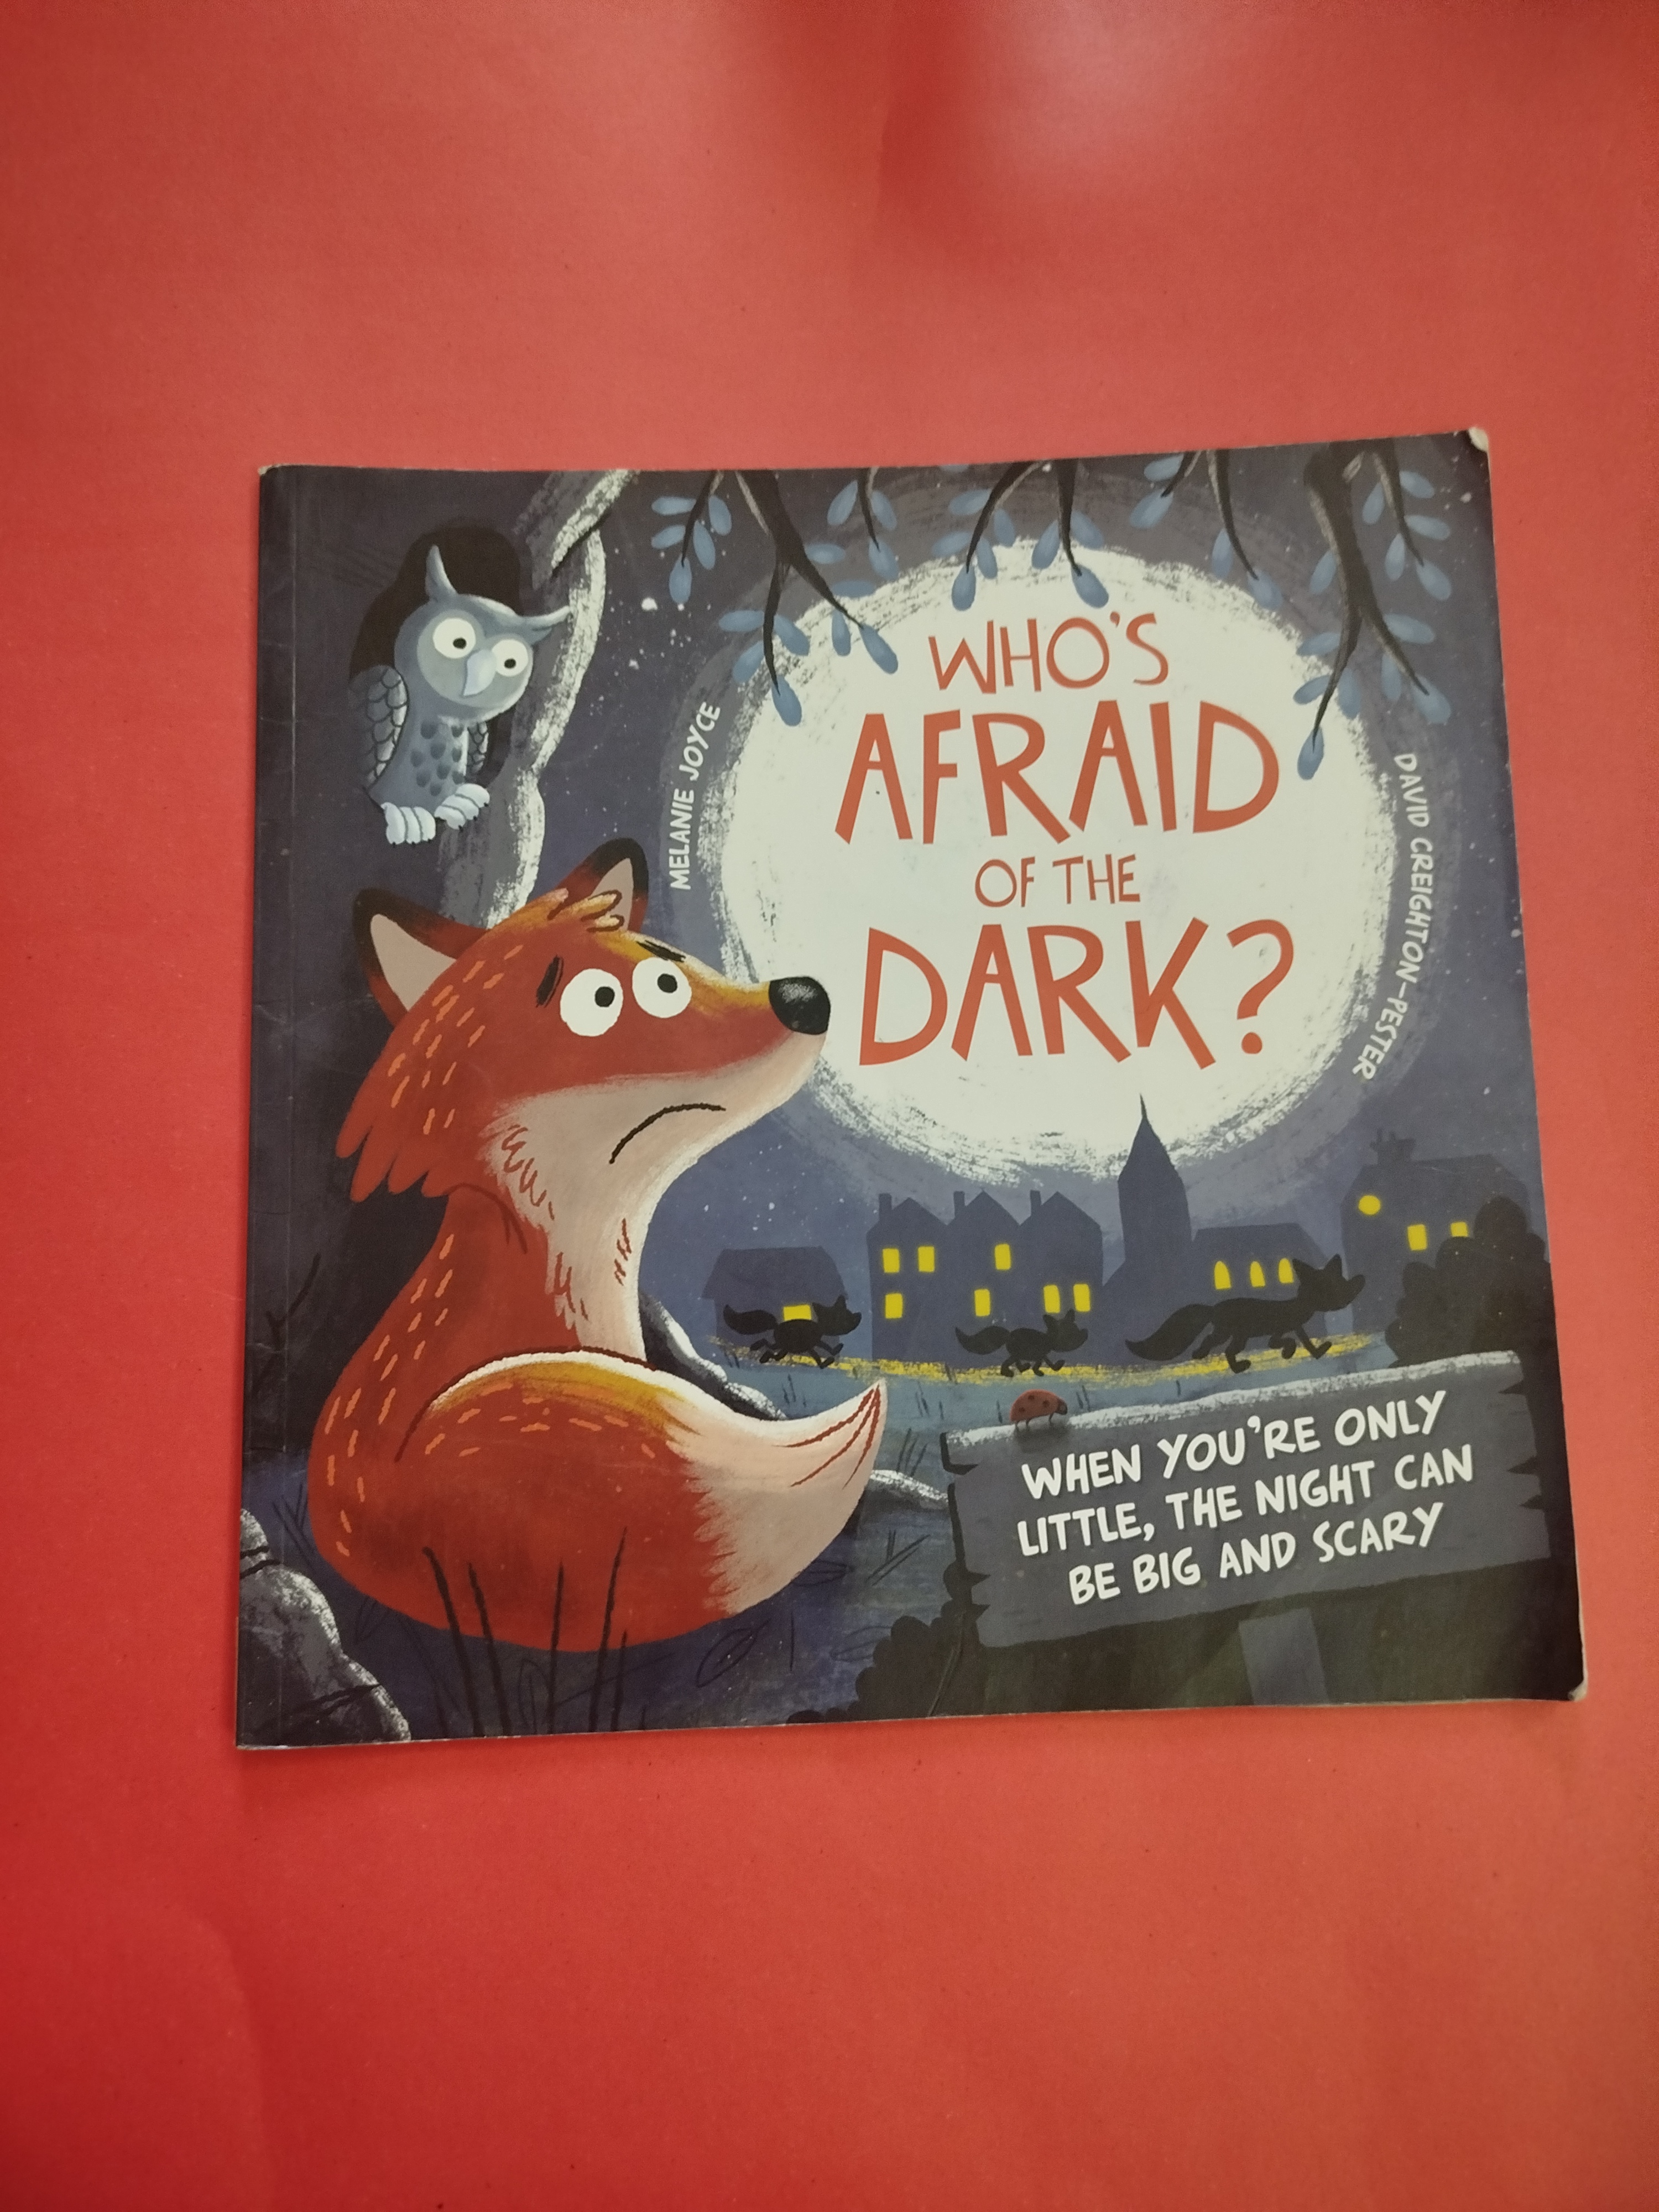 WHO'S
AFRAID
OF THE
DARK?
MELANIE JOYCE
DAVID CREIGHTON-PESTER
WHEN YOU'RE ONLY
LITTLE, THE NIGHT CAN
BE BIG AND SCARY